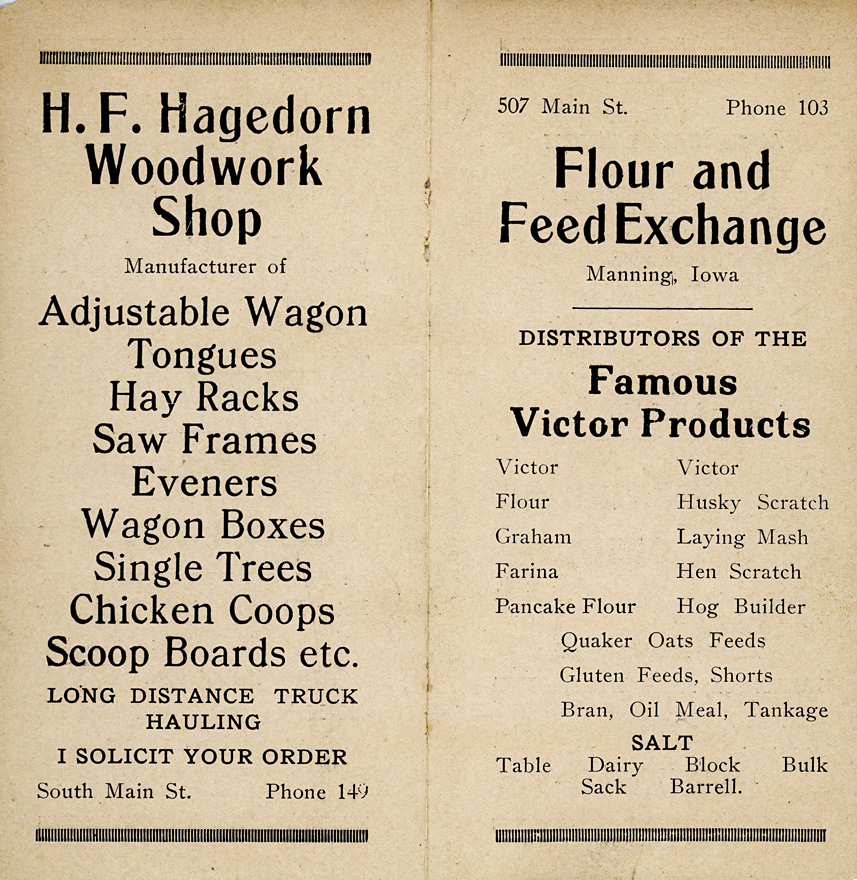 H. F. Hagedorn
Woodwork
Shop
Manufacturer of
Adjustable Wagon
Tongues
Hay Racks
Saw Frames
Eveners
Wagon Boxes
Single Trees
Chicken Coops
Scoop Boards etc.
LONG DISTANCE TRUCK
HAULING
I SOLICIT YOUR ORDER
South Main St. Phone 149
507 Main St. Phone 103
Flour and
Feed Exchange
Manning, Iowa
DISTRIBUTORS OF THE
Famous
Victor Products
Victor Victor
Flour Husky Scratch
Graham Laying Mash
Farina Hen Scratch
Pancake Flour Hog Builder
Quaker Oats Feeds
Gluten Feeds, Shorts
Bran, Oil Meal, Tankage
SALT
Table Dairy Block Bulk
Sack Barrell.